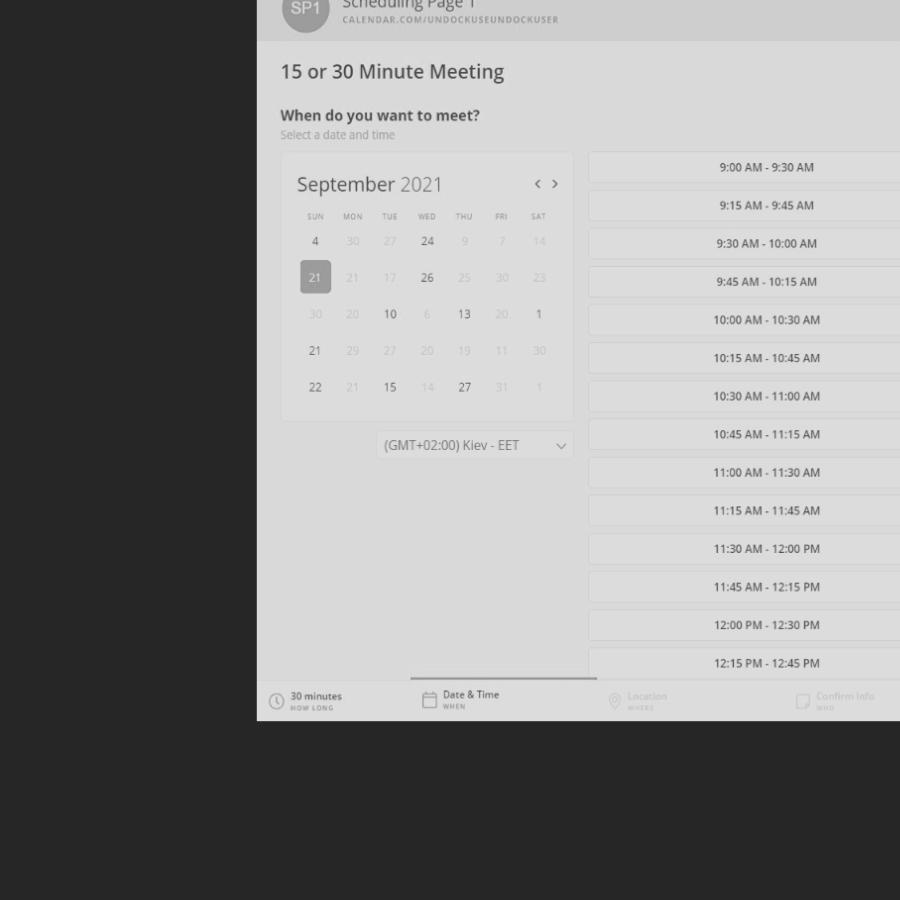 SP1
Scheduling Page 1
CALENDAR.COM/UNDOCKUSEUNDOCKUSER
15 or 30 Minute Meeting
When do you want to meet?
Select a date and time
September 2021
SUN MON TUE WED THU FRI SAT
4 30 27 24 9 7 14
21 21 17 26 25 30 23
30 20 10 6 13 20 1
21 29 27 20 19 11 30
22 21 15 14 27 31 1
(GMT+02:00) Kiev - EET
9:00 AM - 9:30 AM
9:15 AM - 9:45 AM
9:30 AM - 10:00 AM
9:45 AM - 10:15 AM
10:00 AM - 10:30 AM
10:15 AM - 10:45 AM
10:30 AM - 11:00 AM
10:45 AM - 11:15 AM
11:00 AM - 11:30 AM
11:15 AM - 11:45 AM
11:30 AM - 12:00 PM
11:45 AM - 12:15 PM
12:00 PM - 12:30 PM
12:15 PM - 12:45 PM
30 minutes
HOW LONG
Date & Time
WHEN
Location
WHERE
Confirm Info
WHO